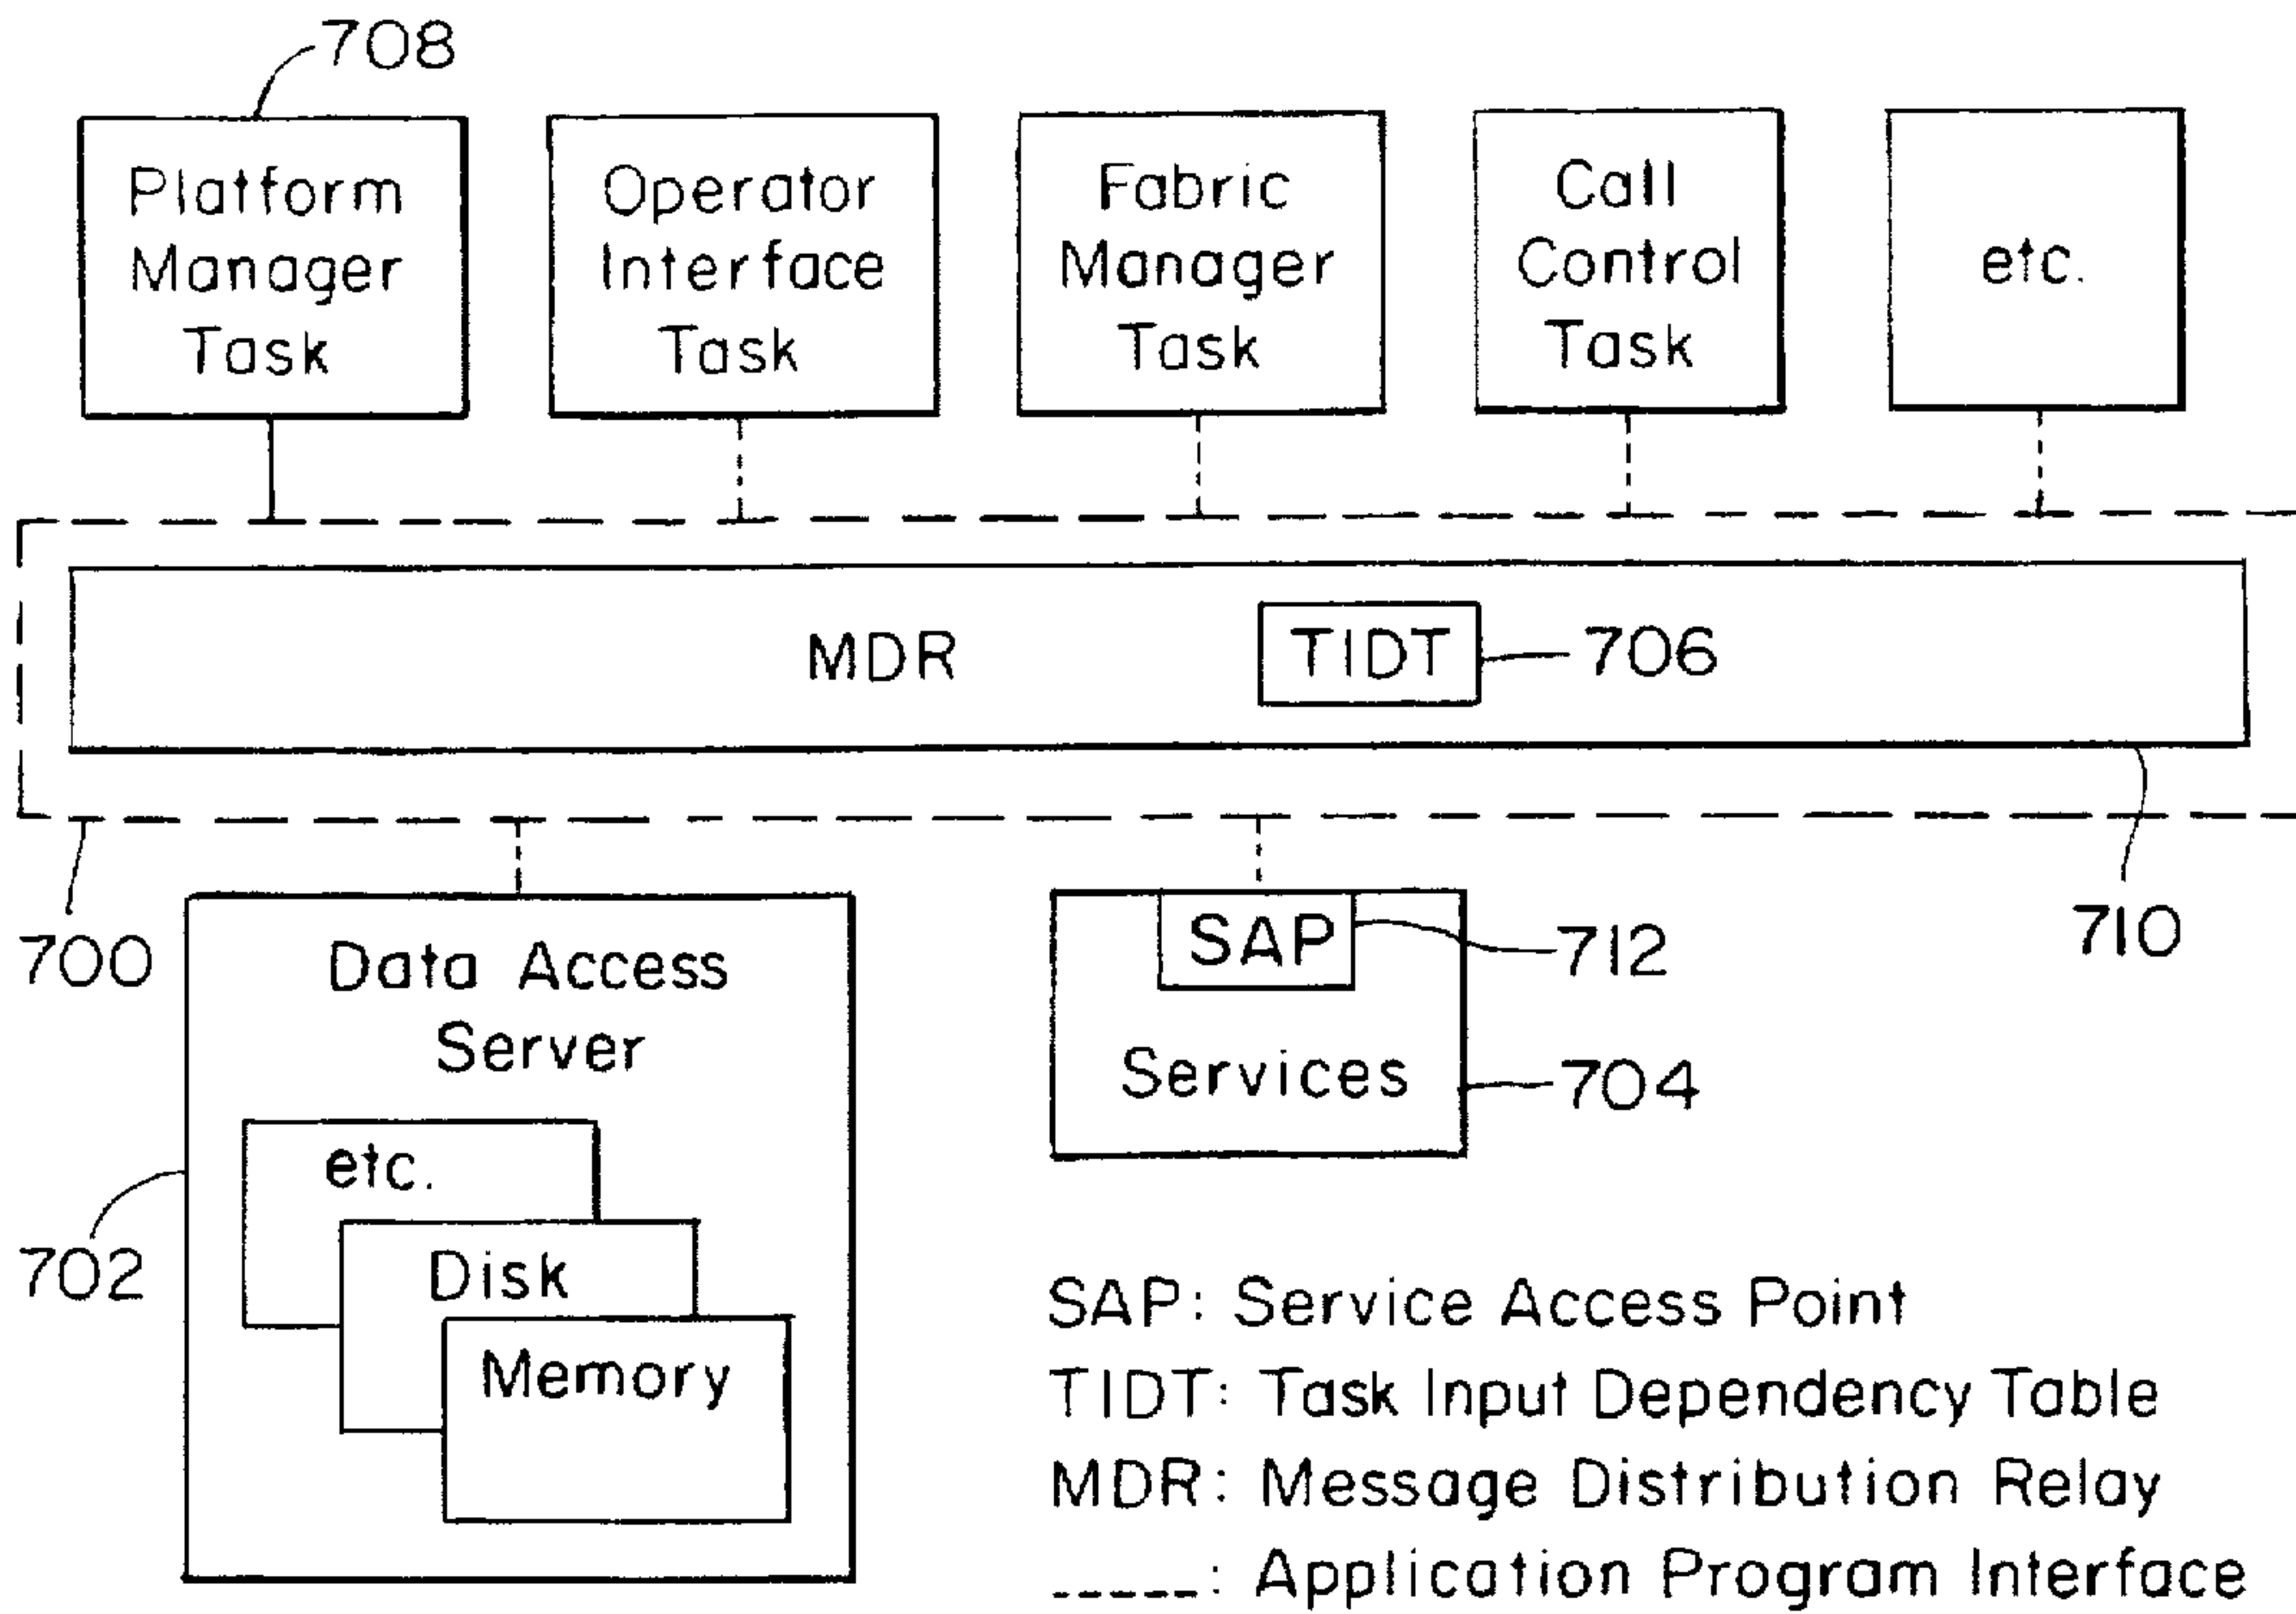 708
Platform
Manager
Task
Operator
Interface
Task
Fabric
Manager
Task
Call
Control
Task
etc.
MDR
TIDT
706
700
710
Data Access
Server
etc.
Disk
Memory
702
SAP
712
Services
704
SAP: Service Access Point
TIDT: Task Input Dependency Table
MDR: Message Distribution Relay
-----: Application Program Interface